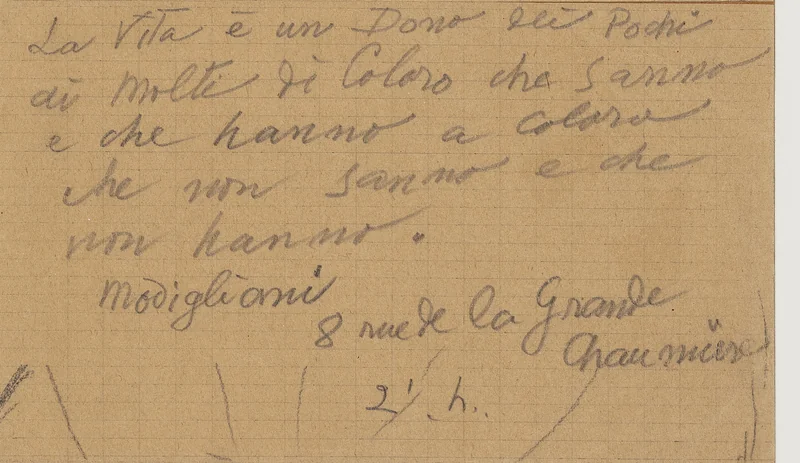 La Vita è un Dono dei Pochi
ai Molti di Coloro che Sanno
e che hanno a coloro
che non sanno e che
non hanno.
Modigliani
8 rue de la Grande
Chaumière
2' h..